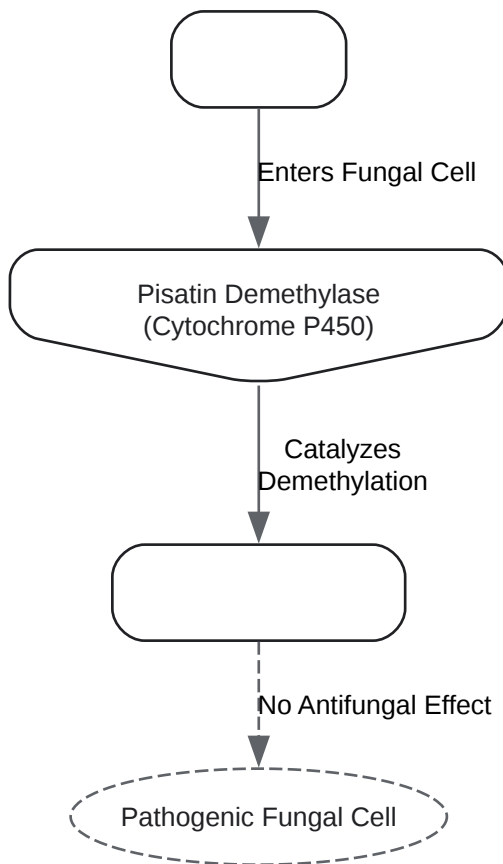 Enters Fungal Cell
Pisatin Demethylase
(Cytochrome P450)
Catalyzes
Demethylation
No Antifungal Effect
Pathogenic Fungal Cell